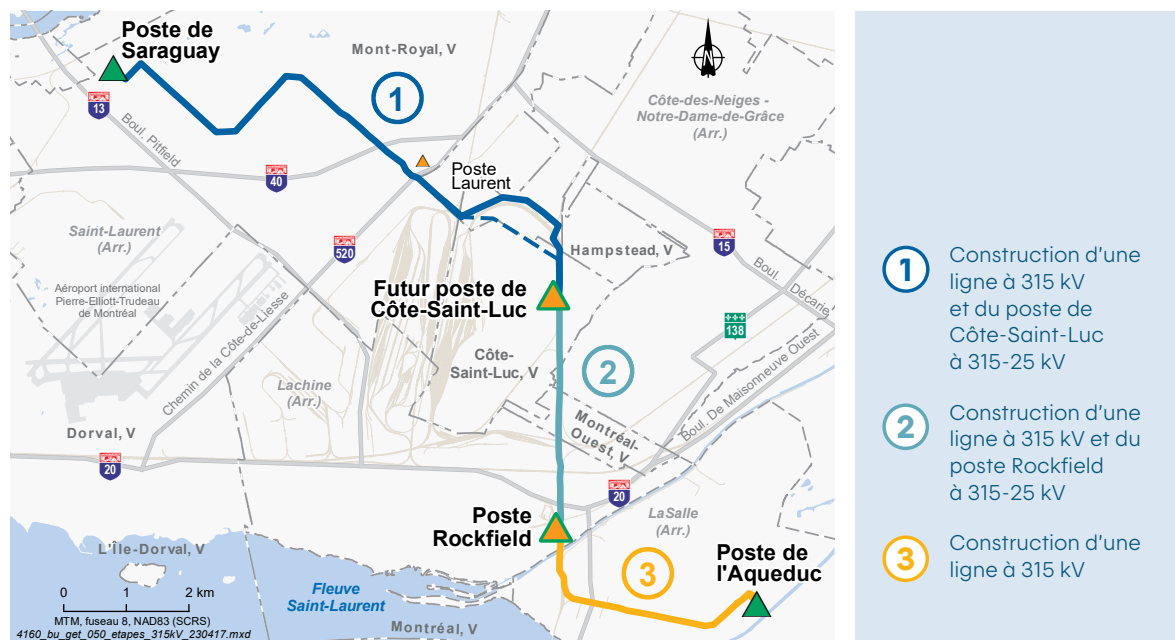 Poste de
Saraguay
Mont-Royal, V
1
Côte-des-Neiges -
Notre-Dame-de-Grâce
(Arr.)
13
Boul. Pitfield
40
Poste
Laurent
Saint-Laurent
(Arr.)
520
Hampstead, V
15
Boul. Décarie
Aéroport international
Pierre-Elliott-Trudeau
de Montréal
Futur poste de
Côte-Saint-Luc
138
Chemin de la Côte-de-Liesse
Côte-
Saint-Luc, V
2
Lachine
(Arr.)
Montréal-
Ouest, V
Boul. De Maisonneuve Ouest
Dorval, V
20
20
Poste
Rockfield
LaSalle
(Arr.)
L'Île-Dorval, V
Poste de
l'Aqueduc
3
Fleuve
Saint-Laurent
0 1 2 km
MTM, fuseau 8, NAD83 (SCRS)
4160_bu_get_050_etapes_315kV_230417.mxd
Montréal, V
1
Construction d'une
ligne à 315 kV
et du poste de
Côte-Saint-Luc
à 315-25 kV
2
Construction d'une
ligne à 315 kV et du
poste Rockfield
à 315-25 kV
3
Construction d'une
ligne à 315 kV